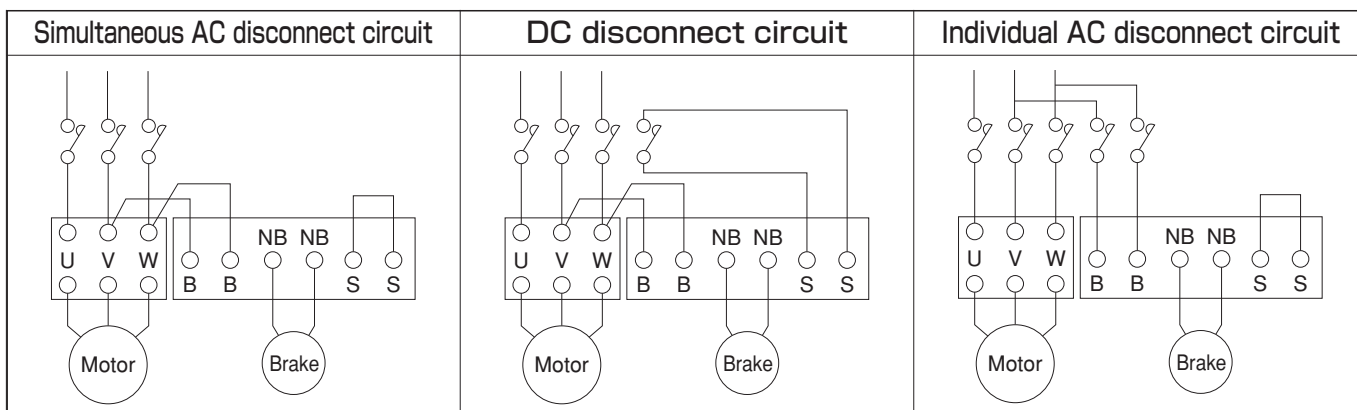 Simultaneous AC disconnect circuit
U V W
NB NB
B B S S
Motor
Brake
DC disconnect circuit
U V W
NB NB
B B S S
Motor
Brake
Individual AC disconnect circuit
U V W
NB NB
B B S S
Motor
Brake